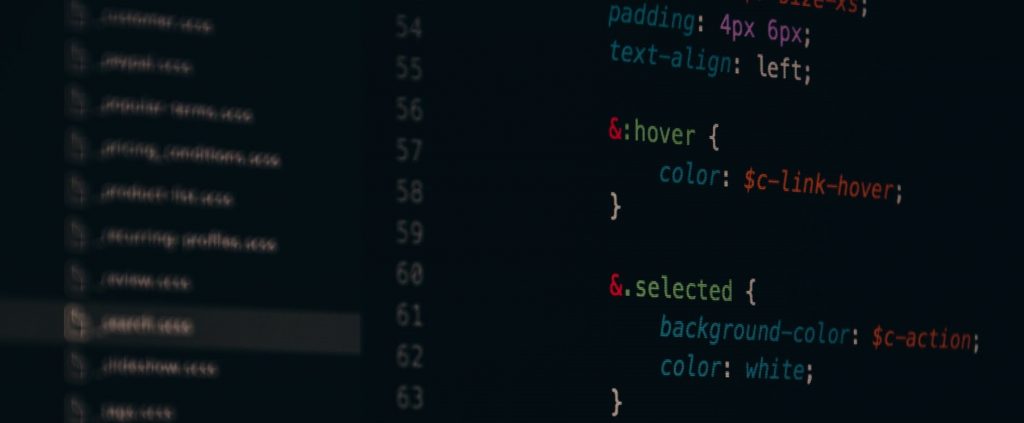 _customer.scss
_paypal.scss
_popular-terms.scss
_pricing_conditions.scss
_product-list.scss
_recurring-profiles.scss
_review.scss
_search.scss
_slideshow.scss
_tags.scss
54
55
56
57
58
59
60
61
62
63
size-xs;
padding: 4px 6px;
text-align: left;
&:hover {
color: $c-link-hover;
}
&.selected {
background-color: $c-action;
color: white;
}